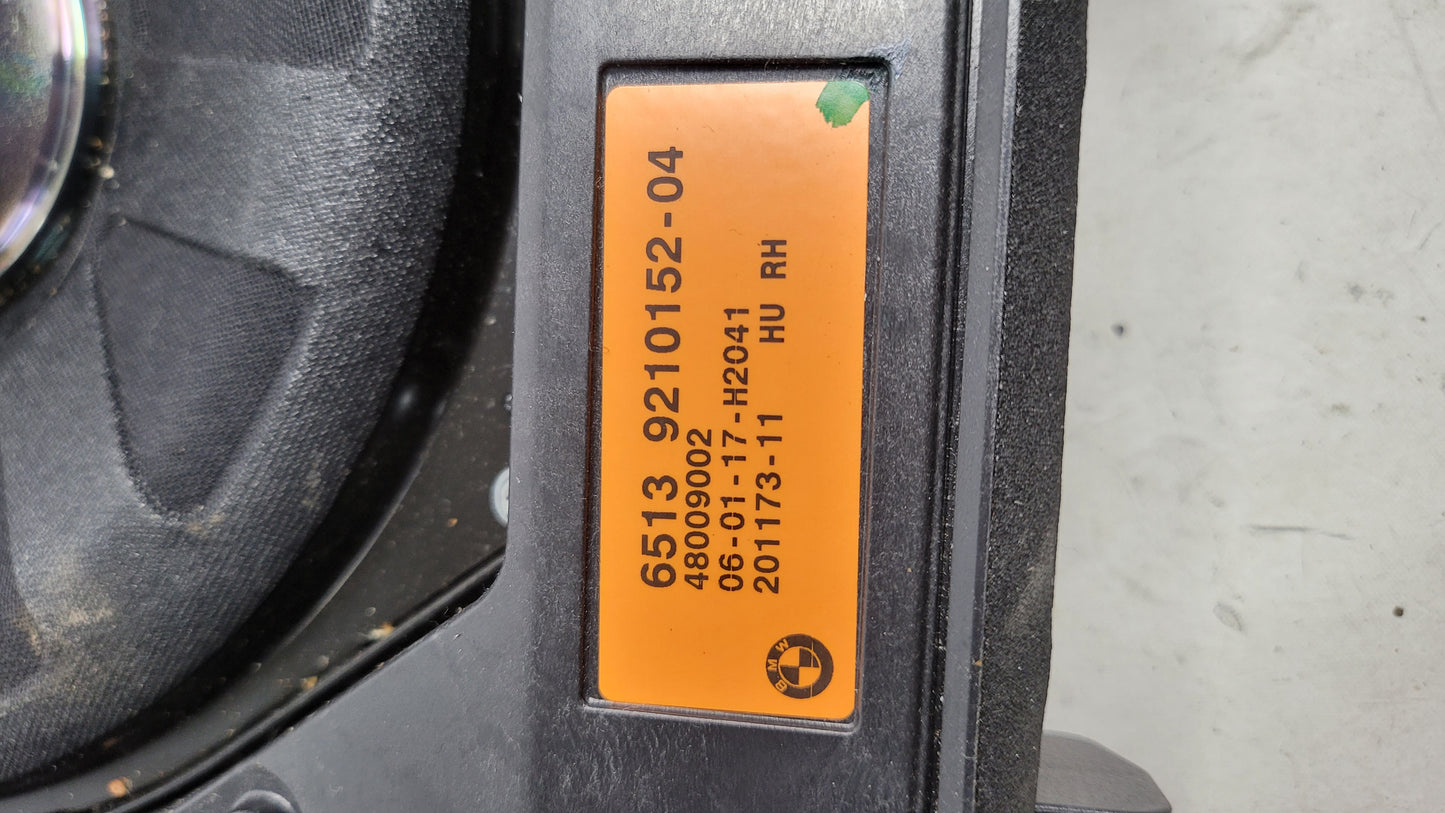 6513 9210152-04
48009002
06-01-17-H2041
201173-11 HU RH
BMW